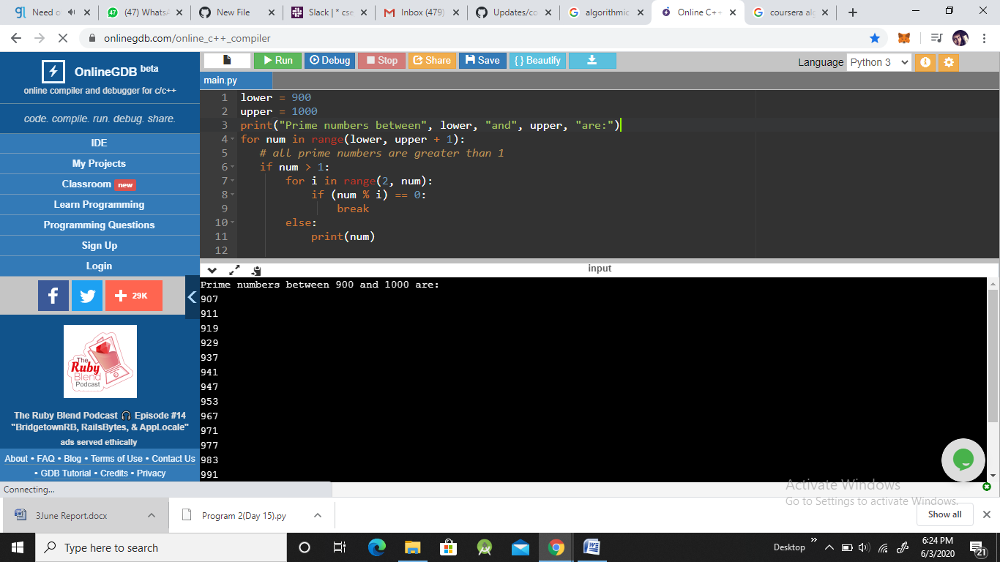 Need o
(47) WhatsA
New File
Slack | * cse
Inbox (479)
Updates/co
algorithmic
Online C++
coursera alg
onlinegdb.com/online_c++_compiler
OnlineGDB beta
online compiler and debugger for c/c++
code. compile. run. debug. share.
IDE
My Projects
Classroom new
Learn Programming
Programming Questions
Sign Up
Login
f + 29K
The
Ruby
Blend
Podcast
The Ruby Blend Podcast 🎧 Episode #14
"BridgetownRB, RailsBytes, & AppLocale"
ads served ethically
About • FAQ • Blog • Terms of Use • Contact Us
• GDB Tutorial • Credits • Privacy
Run Debug Stop Share Save { } Beautify
Language Python 3
main.py
1 lower = 900
2 upper = 1000
3 print("Prime numbers between", lower, "and", upper, "are:")
4 for num in range(lower, upper + 1):
5    # all prime numbers are greater than 1
6    if num > 1:
7        for i in range(2, num):
8            if (num % i) == 0:
9                break
10        else:
11            print(num)
12
input
Prime numbers between 900 and 1000 are:
907
911
919
929
937
941
947
953
967
971
977
983
991
Activate Windows
Go to Settings to activate Windows.
Connecting...
3June Report.docx
Program 2(Day 15).py
Show all
Type here to search
Desktop
6:24 PM
6/3/2020
21